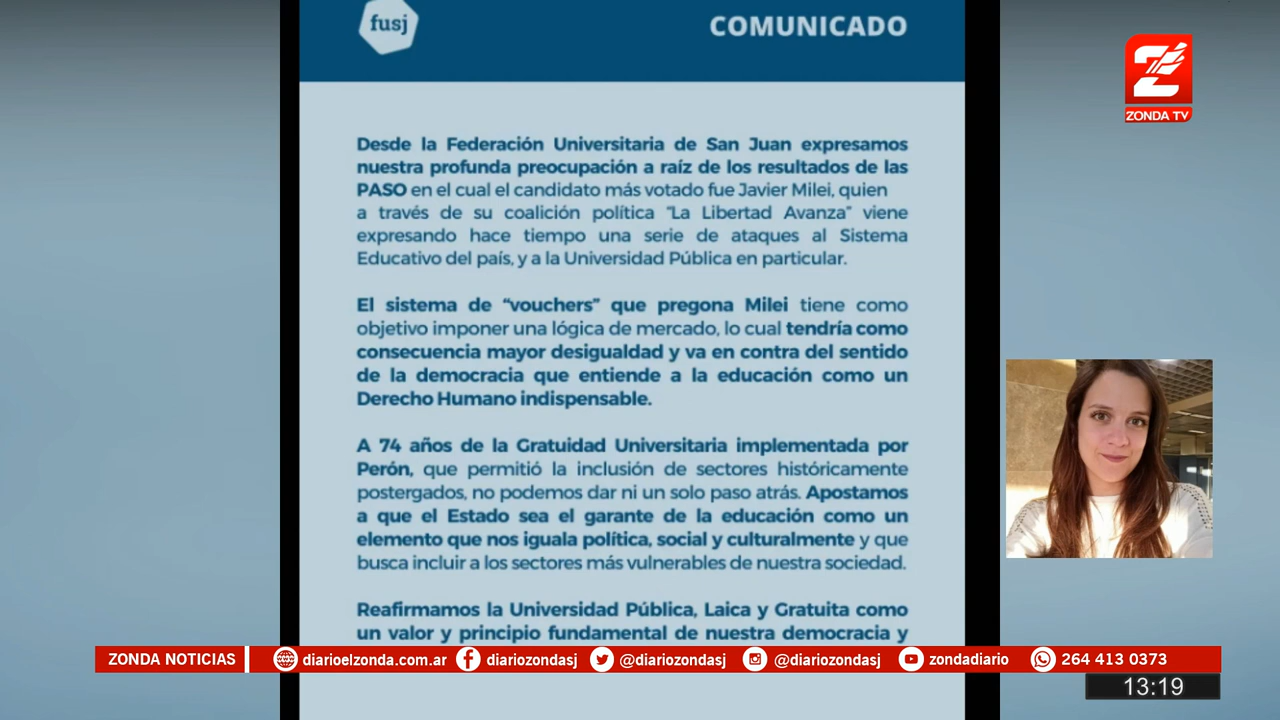 fusj
COMUNICADO
Z
ZONDA TV
Desde la Federación Universitaria de San Juan expresamos
nuestra profunda preocupación a raíz de los resultados de las
PASO en el cual el candidato más votado fue Javier Milei, quien
a través de su coalición política "La Libertad Avanza" viene
expresando hace tiempo una serie de ataques al Sistema
Educativo del país, y a la Universidad Pública en particular.
El sistema de “vouchers” que pregona Milei tiene como
objetivo imponer una lógica de mercado, lo cual tendría como
consecuencia mayor desigualdad y va en contra del sentido
de la democracia que entiende a la educación como un
Derecho Humano indispensable.
A 74 años de la Gratuidad Universitaria implementada por
Perón, que permitió la inclusión de sectores históricamente
postergados, no podemos dar ni un solo paso atrás. Apostamos
a que el Estado sea el garante de la educación como un
elemento que nos iguala política, social y culturalmente y que
busca incluir a los sectores más vulnerables de nuestra sociedad.
Reafirmamos la Universidad Pública, Laica y Gratuita como
un valor y principio fundamental de nuestra democracia y
ZONDA NOTICIAS
diarioelzonda.com.ar
diariozondasj
@diariozondasj
@diariozondasj
zondadiario
264 413 0373
13:19